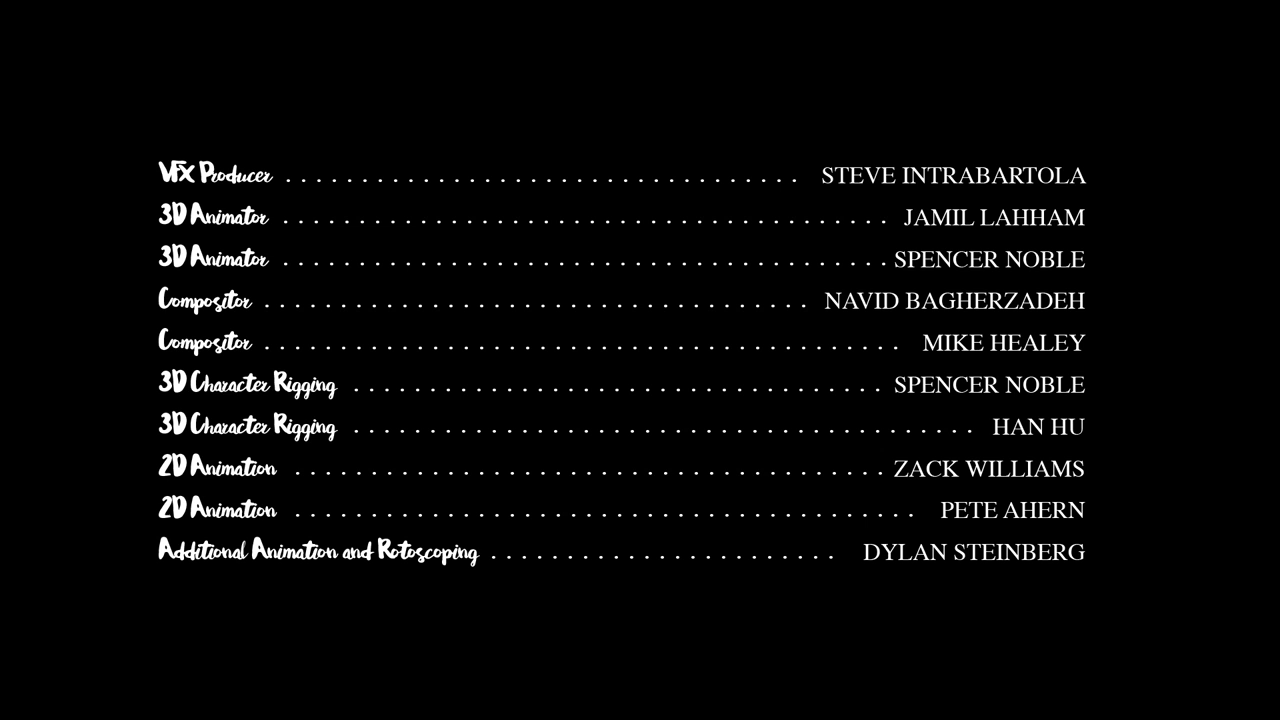 VFX Producer . . . . . . . . . . . . . . . . . . . . . . . . . . . . . . . . . . STEVE INTRABARTOLA
3D Animator . . . . . . . . . . . . . . . . . . . . . . . . . . . . . . . . . . . . . . . . JAMIL LAHHAM
3D Animator . . . . . . . . . . . . . . . . . . . . . . . . . . . . . . . . . . . . . . . . SPENCER NOBLE
Compositor . . . . . . . . . . . . . . . . . . . . . . . . . . . . . . . . . . . . NAVID BAGHERZADEH
Compositor . . . . . . . . . . . . . . . . . . . . . . . . . . . . . . . . . . . . . . . . . . MIKE HEALEY
3D Character Rigging . . . . . . . . . . . . . . . . . . . . . . . . . . . . . . . . . . . SPENCER NOBLE
3D Character Rigging . . . . . . . . . . . . . . . . . . . . . . . . . . . . . . . . . . . . . . . . . HAN HU
2D Animation . . . . . . . . . . . . . . . . . . . . . . . . . . . . . . . . . . . . . . . ZACK WILLIAMS
2D Animation . . . . . . . . . . . . . . . . . . . . . . . . . . . . . . . . . . . . . . . . . PETE AHERN
Additional Animation and Rotoscoping . . . . . . . . . . . . . . . . . . . . . . . DYLAN STEINBERG